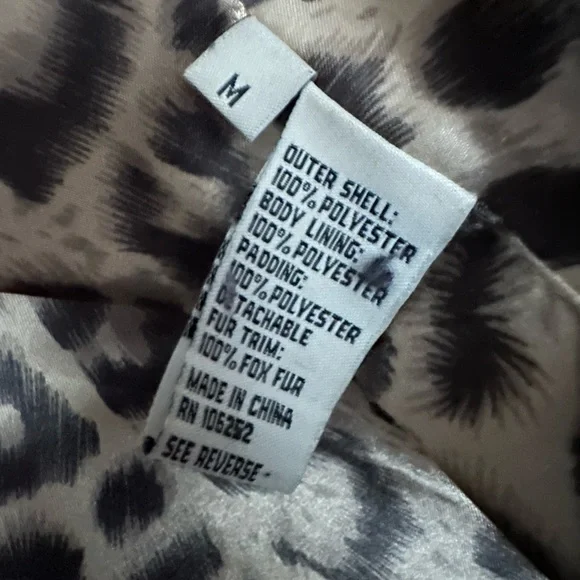 M
OUTER SHELL:
100% POLYESTER
BODY LINING:
100% POLYESTER
PADDING:
100% POLYESTER
DETACHABLE
FUR TRIM:
100% FOX FUR
MADE IN CHINA
RN 106252
SEE REVERSE-